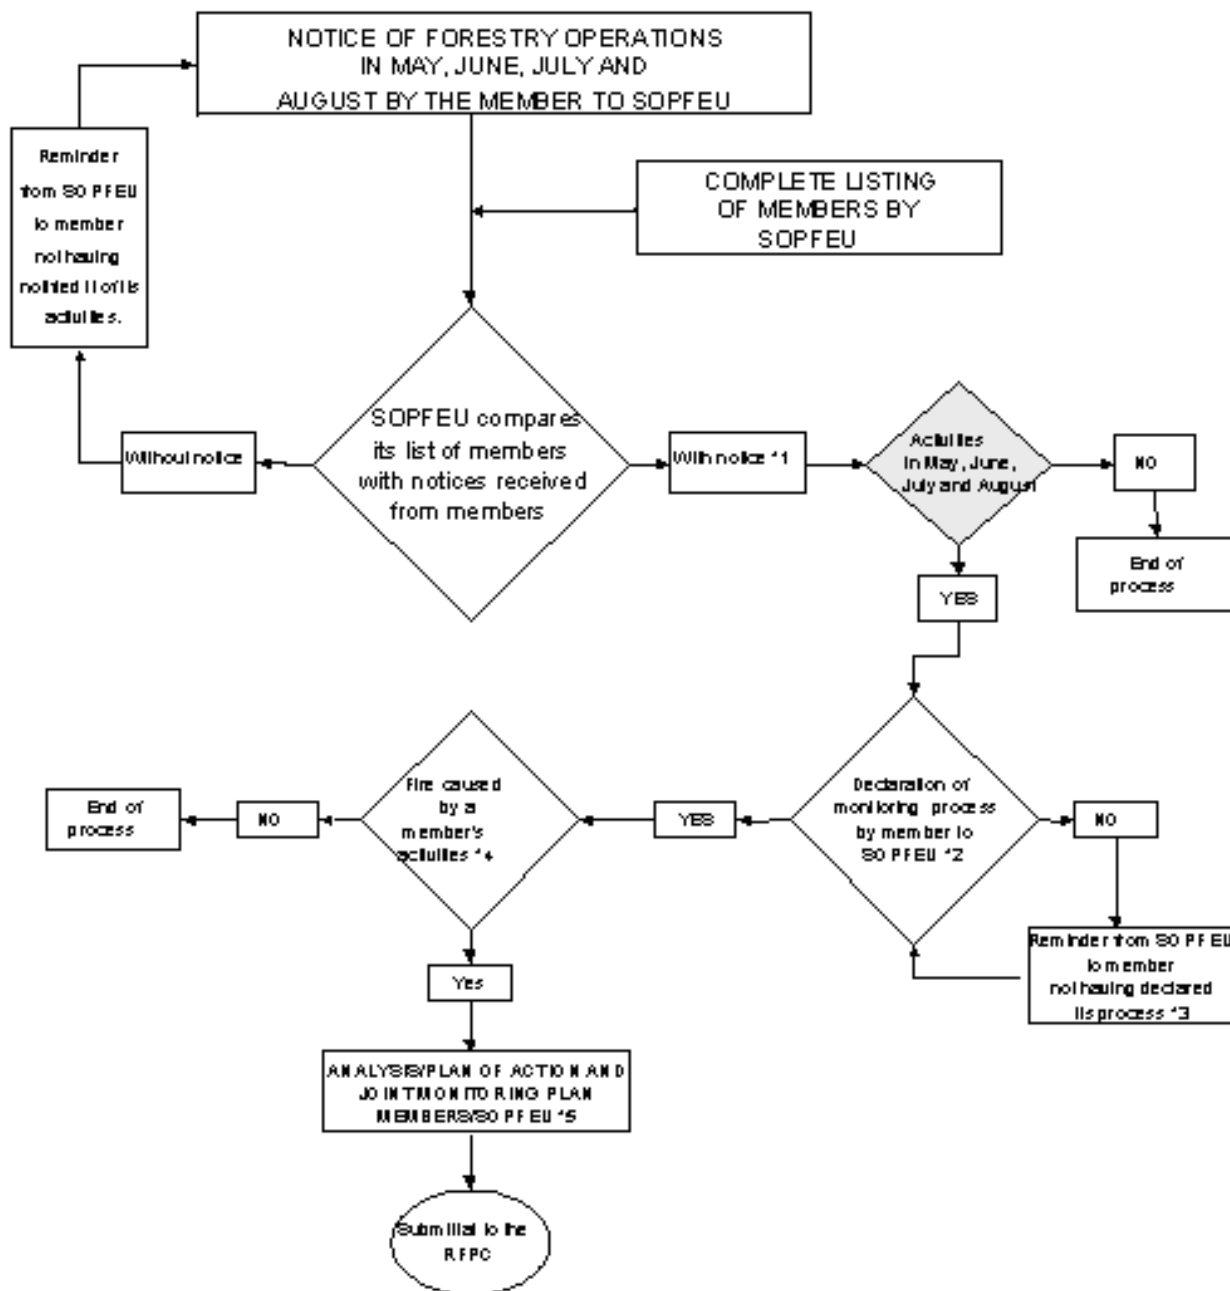 NOTICE OF FORESTRY OPERATIONS
IN MAY, JUNE, JULY AND
AUGUST BY THE MEMBER TO SOPFEU
Reminder
from SOPFEU
to member
not having
notified it of its
activities.
COMPLETE LISTING
OF MEMBERS BY
SOPFEU
SOPFEU compares
its list of members
with notices received
from members
Without notice
With notice *1
Activities
in May, June,
July and August
NO
End of
process
YES
Declaration of
monitoring process
by member to
SOPFEU *2
NO
Reminder from SOPFEU
to member
not having declared
its process *3
YES
Fire caused
by a
member's
activities *4
NO
End of
process
Yes
ANALYSIS/PLAN OF ACTION AND
JOINT MONITORING PLAN
MEMBERS/SOPFEU *5
Submittal to the
RFPC